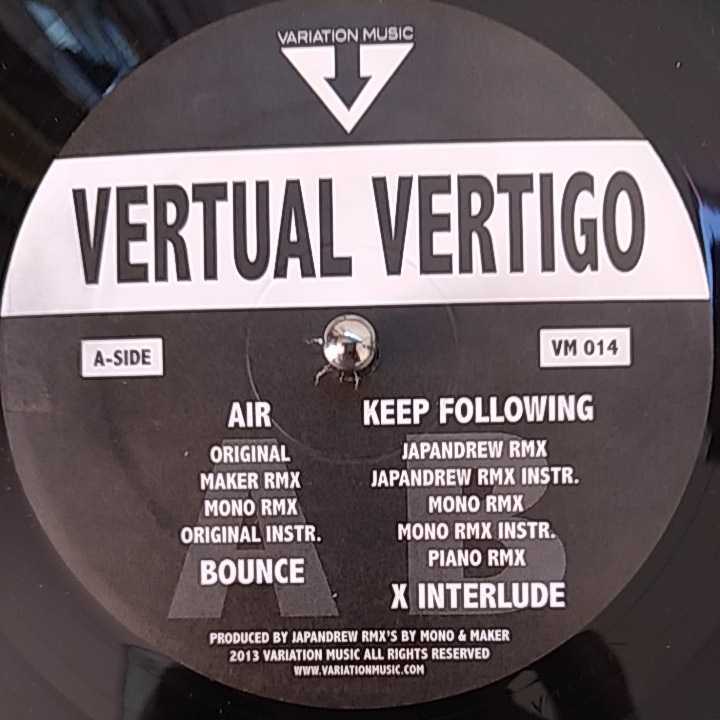 VARIATION MUSIC
VERTUAL VERTIGO
A-SIDE
VM 014
AIR
ORIGINAL
MAKER RMX
MONO RMX
ORIGINAL INSTR.
BOUNCE
KEEP FOLLOWING
JAPANDREW RMX
JAPANDREW RMX INSTR.
MONO RMX
MONO RMX INSTR.
PIANO RMX
X INTERLUDE
A B
PRODUCED BY JAPANDREW RMX'S BY MONO & MAKER
2013 VARIATION MUSIC ALL RIGHTS RESERVED
WWW.VARIATIONMUSIC.COM